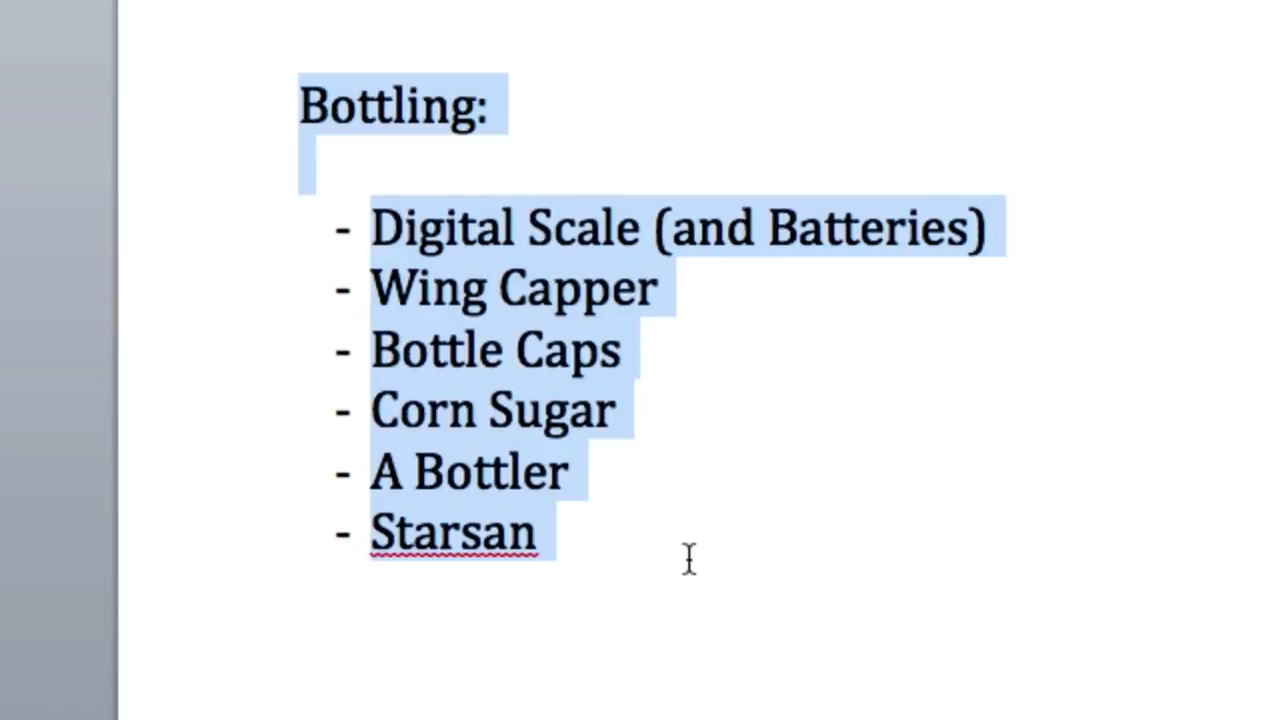 Bottling:
- Digital Scale (and Batteries)
- Wing Capper
- Bottle Caps
- Corn Sugar
- A Bottler
- Starsan